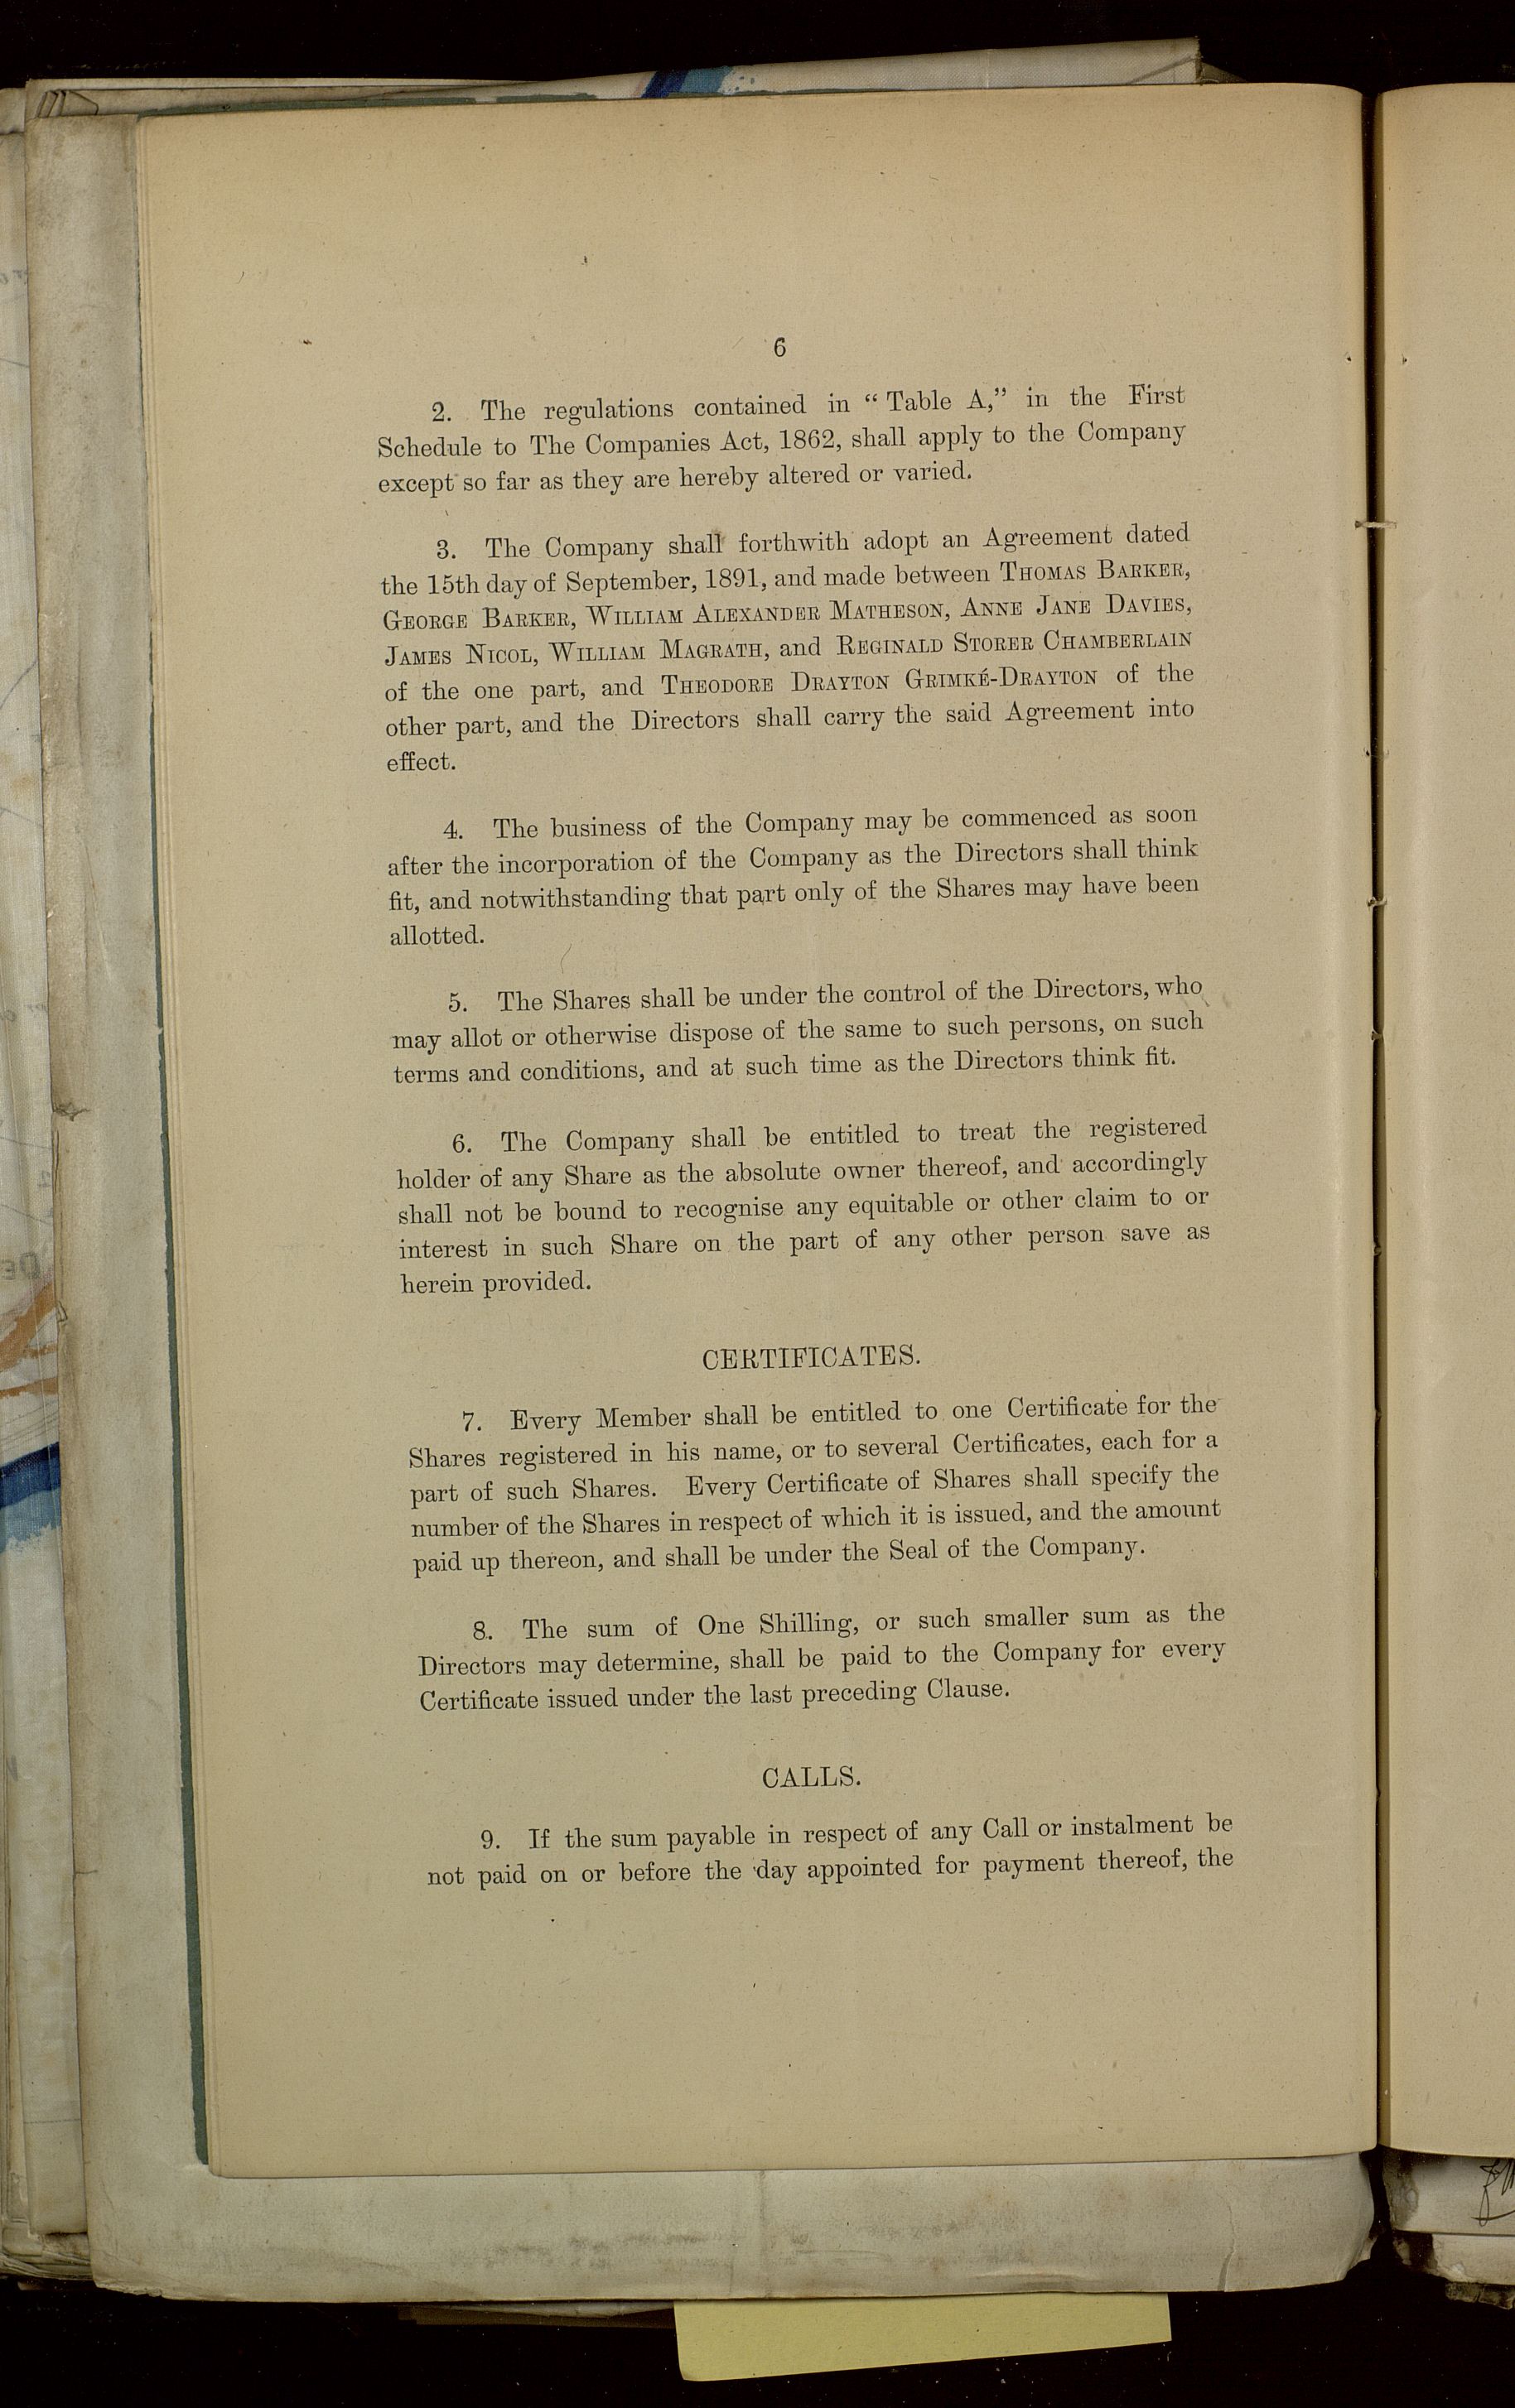 6
2. The regulations contained in “ Table A,” in the First
Schedule to The Companies Act, 1862, shall apply to the Company
except so far as they are hereby altered or varied.
3. The Company shall forthwith adopt an Agreement dated
the 15th day of September, 1891, and made between THOMAS BARKER,
GEORGE BARKER, WILLIAM ALEXANDER MATHESON, ANNE JANE DAVIES,
JAMES NICOL, WILLIAM MAGRATH, and REGINALD STORER CHAMBERLAIN
of the one part, and THEODORE DRAYTON GRIMKÉ-DRAYTON of the
other part, and the Directors shall carry the said Agreement into
effect.
4. The business of the Company may be commenced as soon
after the incorporation of the Company as the Directors shall think
fit, and notwithstanding that part only of the Shares may have been
allotted.
5. The Shares shall be under the control of the Directors, who
may allot or otherwise dispose of the same to such persons, on such
terms and conditions, and at such time as the Directors think fit.
6. The Company shall be entitled to treat the registered
holder of any Share as the absolute owner thereof, and accordingly
shall not be bound to recognise any equitable or other claim to or
interest in such Share on the part of any other person save as
herein provided.
CERTIFICATES.
7. Every Member shall be entitled to one Certificate for the
Shares registered in his name, or to several Certificates, each for a
part of such Shares. Every Certificate of Shares shall specify the
number of the Shares in respect of which it is issued, and the amount
paid up thereon, and shall be under the Seal of the Company.
8. The sum of One Shilling, or such smaller sum as the
Directors may determine, shall be paid to the Company for every
Certificate issued under the last preceding Clause.
CALLS.
9. If the sum payable in respect of any Call or instalment be
not paid on or before the day appointed for payment thereof, the